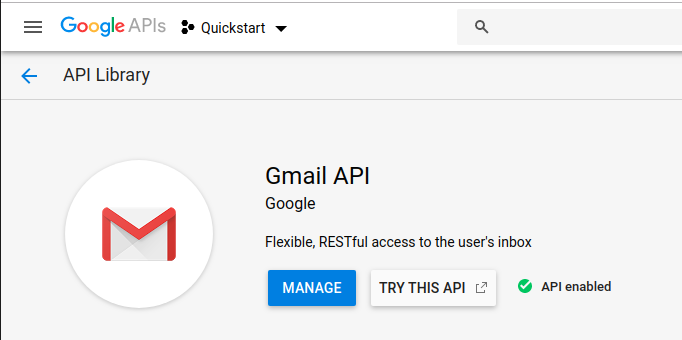 Google APIs Quickstart
API Library
Gmail API
Google
Flexible, RESTful access to the user's inbox
MANAGE TRY THIS API API enabled